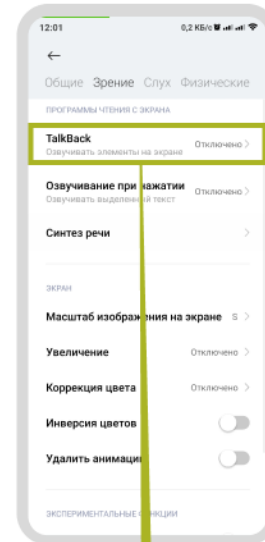 12:01 0,2 КБ/с
Общие Зрение Слух Физические
ПРОГРАММЫ ЧТЕНИЯ С ЭКРАНА
TalkBack
Озвучивать элементы на экране
Отключено
Озвучивание при нажатии
Озвучивать выделенный текст
Отключено
Синтез речи
ЭКРАН
Масштаб изображения на экране S
Увеличение Отключено
Коррекция цвета Отключено
Инверсия цветов
Удалить анимации
ЭКСПЕРИМЕНТАЛЬНЫЕ ФУНКЦИИ